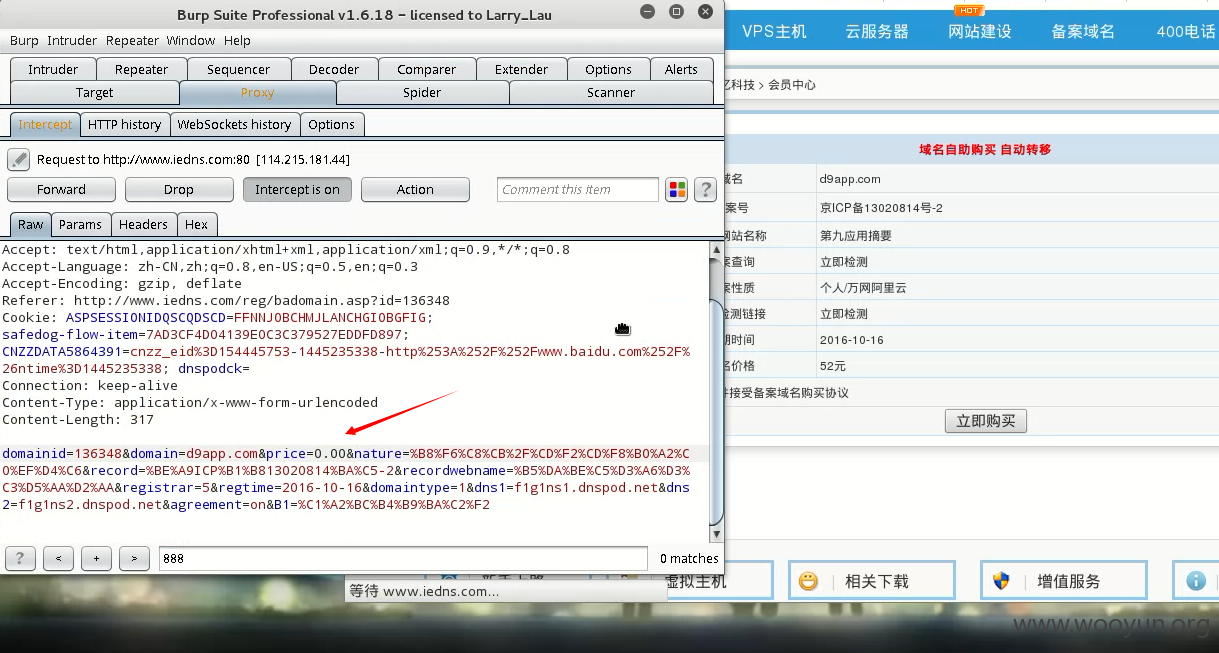 Burp Suite Professional v1.6.18 – licensed to Larry_Lau
Burp Intruder Repeater Window Help
Intruder Repeater Sequencer Decoder Comparer Extender Options Alerts
Target Proxy Spider Scanner
Intercept HTTP history WebSockets history Options
Request to http://www.iedns.com:80 [114.215.181.44]
Forward Drop Intercept is on Action Comment this item ?
Raw Params Headers Hex
Accept: text/html,application/xhtml+xml,application/xml;q=0.9,*/*;q=0.8
Accept-Language: zh-CN,zh;q=0.8,en-US;q=0.5,en;q=0.3
Accept-Encoding: gzip, deflate
Referer: http://www.iedns.com/reg/badomain.asp?id=136348
Cookie: ASPSESSIONIDQSCQDSCD=FFNNJOBCHMJLANCHGIOBGFIG;
safedog-flow-item=7AD3CF4D04139E0C3C379527EDDFD897;
CNZZDATA5864391=cnzz_eid%3D154445753-1445235338-http%253A%252F%252Fwww.baidu.com%252F%
26ntime%3D1445235338; dnspodck=
Connection: keep-alive
Content-Type: application/x-www-form-urlencoded
Content-Length: 317
domainid=136348&domain=d9app.com&price=0.00&nature=%B8%F6%C8%CB%2F%CD%F2%CD%F8%B0%A2%C
0%EF%D4%C6&record=%BE%A9ICP%B1%B813020814%BA%C5-2&recordwebname=%B5%DA%BE%C5%D3%A6%D3%
C3%D5%AA%D2%AA&registrar=5&regtime=2016-10-16&domaintype=1&dns1=f1g1ns1.dnspod.net&dns
2=f1g1ns2.dnspod.net&agreement=on&B1=%C1%A2%BC%B4%B9%BA%C2%F2
? < + > 888 0 matches
VPS主机 云服务器 HOT 网站建设 备案域名 400电话
科技 > 会员中心
域名自助购买 自动转移
名 d9app.com
案号 京ICP备13020814号-2
网站名称 第九应用摘要
查询 立即检测
性质 个人/万网阿里云
链接 立即检测
时间 2016-10-16
价格 52元
接受备案域名购买协议
立即购买
虚拟主机 相关下载 增值服务
等待 www.iedns.com...
www.wooyun.org